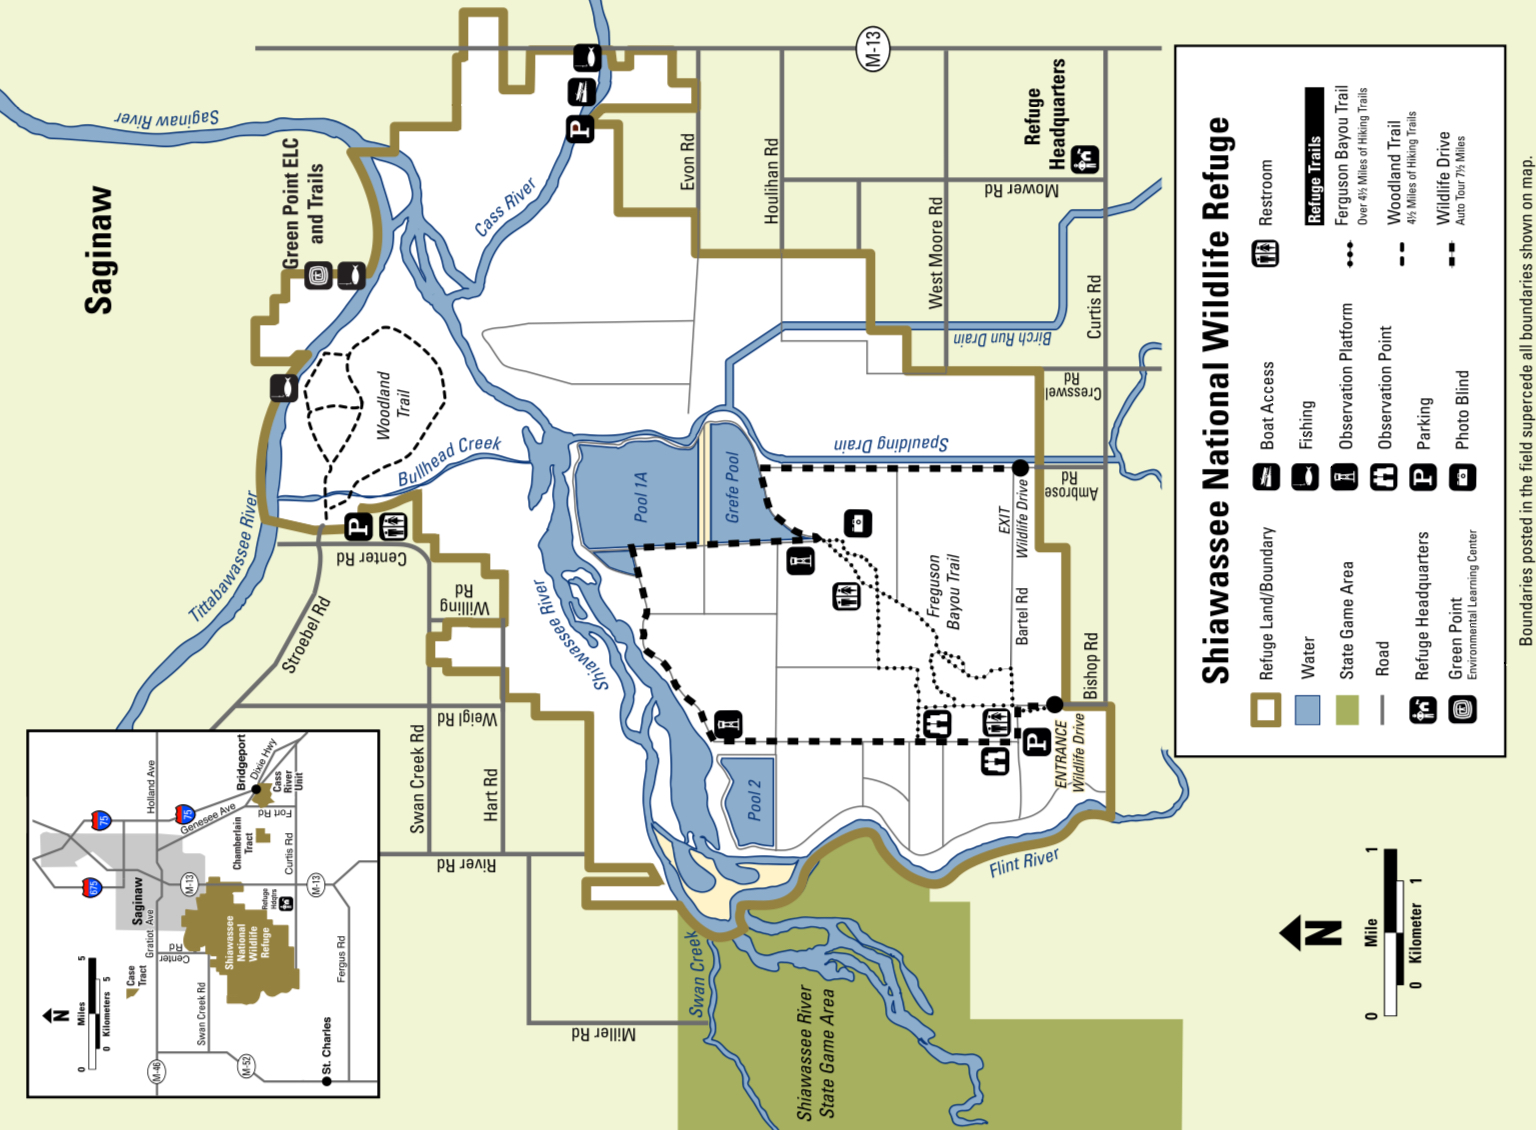 Saginaw
Saginaw River
Green Point ELC
and Trails
Cass River
Evon Rd
Houlihan Rd
M-13
Refuge
Headquarters
Mower Rd
West Moore Rd
Curtis Rd
Birch Run Drain
Creswel
Rd
Spaulding Drain
Ambrose
Rd
Woodland
Trail
Bullhead Creek
Tittabawassee River
Center Rd
Stroebel Rd
Willing
Rd
Weigl Rd
Swan Creek Rd
Hart Rd
River Rd
Miller Rd
Shiawassee River
Shiawassee River
Pool 1A
Grefe Pool
Pool 2
Ferguson
Bayou Trail
EXIT
Wildlife Drive
Bartel Rd
Bishop Rd
ENTRANCE
Wildlife Drive
Flint River
Swan Creek
Shiawassee River
State Game Area
P
P
P
Miles
0
5
0
Kilometers
5
N
Case
Tract
Center
Rd
Gratiot Ave
Saginaw
Holland Ave
675
75
75
Genesee Ave
Bridgeport
Dixie Hwy
Cass
River
Unit
Fort Rd
Chamberlain
Tract
Curtis Rd
M-13
M-13
Refuge
Hdqtrs
Shiawassee
National
Wildlife
Refuge
Swan Creek Rd
Fergus Rd
M-46
M-52
St. Charles
Shiawassee National Wildlife Refuge
Refuge Land/Boundary
Water
State Game Area
Road
Refuge Headquarters
Green Point
Environmental Learning Center
Boat Access
Fishing
Observation Platform
Observation Point
P
Parking
Photo Blind
Restroom
Refuge Trails
Ferguson Bayou Trail
Over 4½ Miles of Hiking Trails
Woodland Trail
4½ Miles of Hiking Trails
Wildlife Drive
Auto Tour 7½ Miles
N
0
Mile
1
0
Kilometer
1
Boundaries posted in the field supercede all boundaries shown on map.